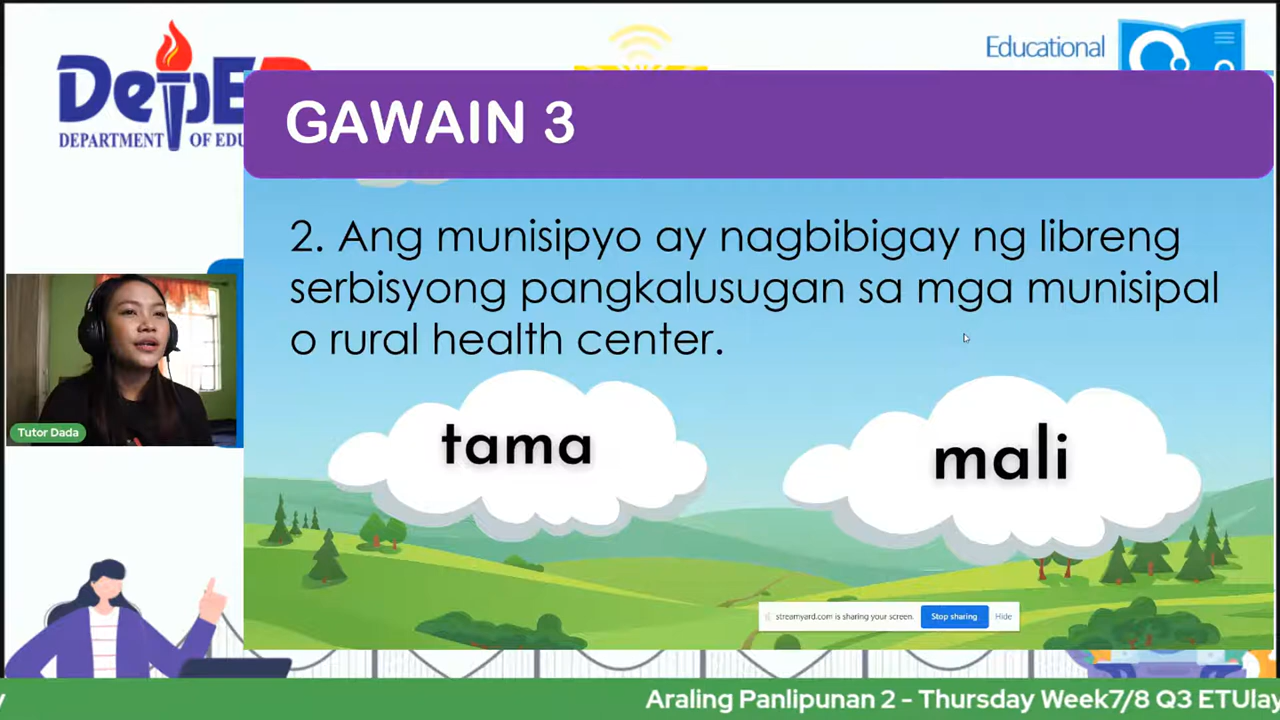 DepED
DEPARTMENT OF EDU
Educational
GAWAIN 3
2. Ang munisipyo ay nagbibigay ng libreng
serbisyong pangkalusugan sa mga munisipal
o rural health center.
tama
mali
Tutor Dada
streamyard.com is sharing your screen.
Stop sharing
Hide
Araling Panlipunan 2 - Thursday Week7/8 Q3 ETUlay